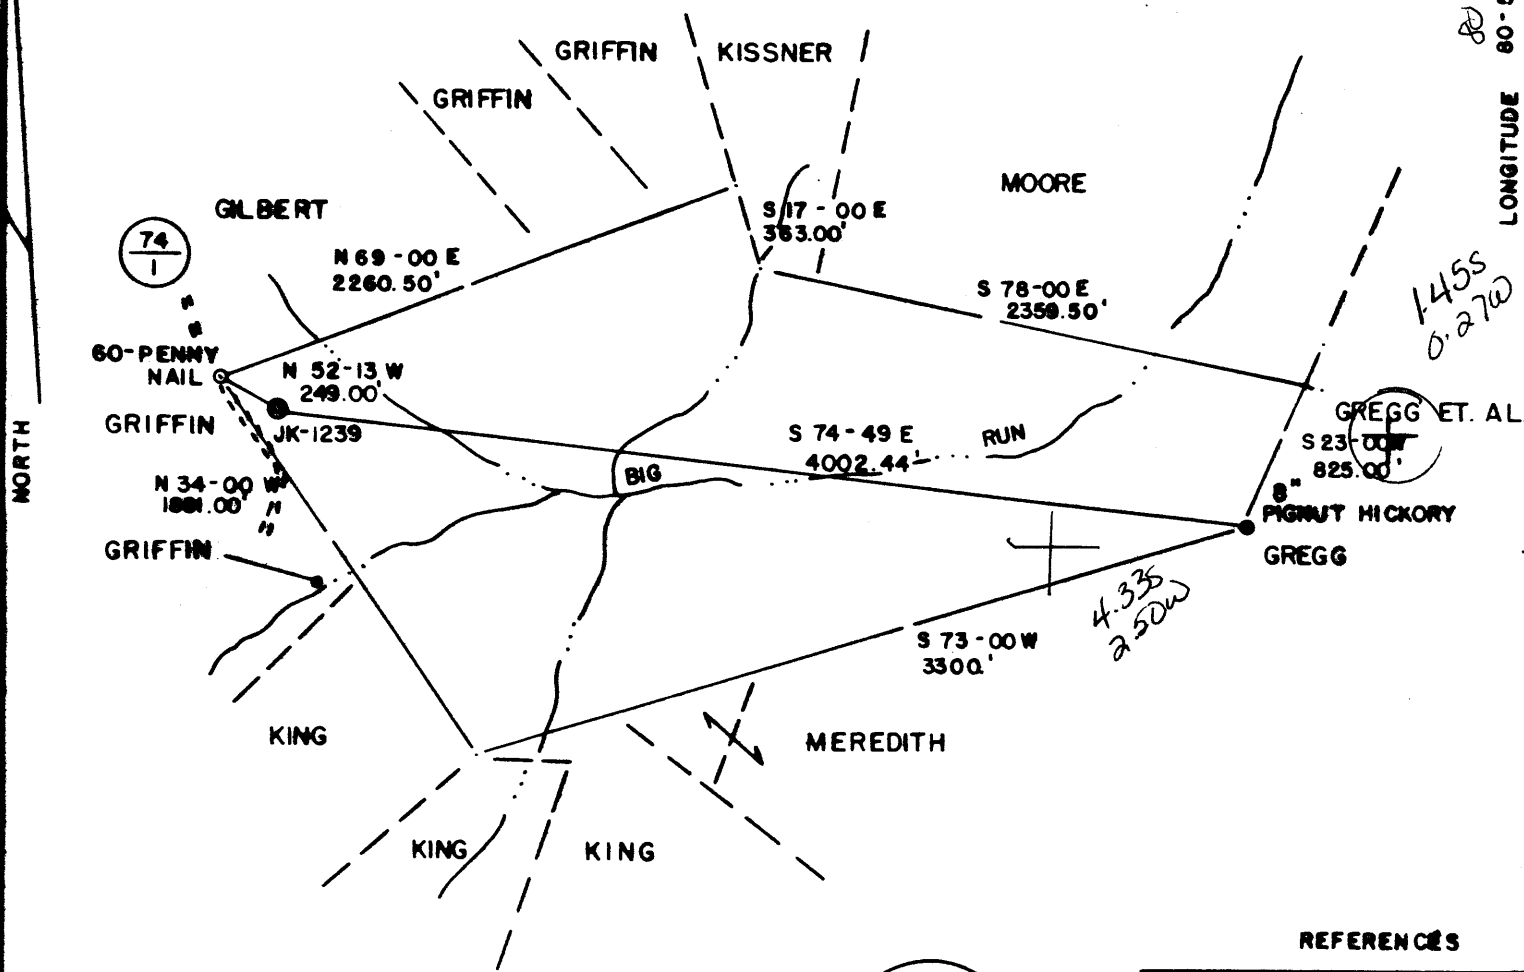 GRIFFIN
KISSNER
GRIFFIN
80
80-
LONGITUDE
MOORE
GILBERT
74
1
S 17-00 E
363.00'
N 69-00 E
2260.50'
S 78-00 E
2359.50'
1.45s
0.27w
60-PENNY
NAIL
N 52-13 W
249.00'
GRIFFIN
JK-1239
GREGG ET. AL
S 74-49 E
4002.44'
RUN
S 23-00 W
825.00'
BIG
NORTH
N 34-00 W
8"
PIGNUT HICKORY
GRIFFIN
GREGG
4.33s
2.50w
S 73-00 W
3300.'
KING
MEREDITH
KING
KING
REFERENCES